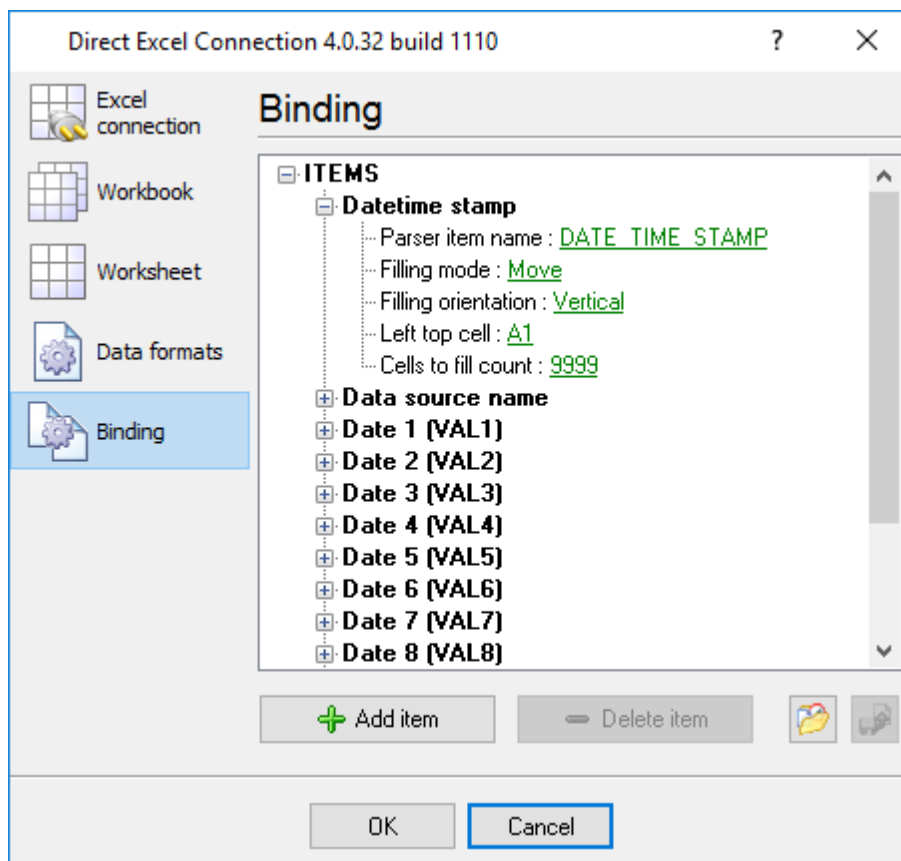 Direct Excel Connection 4.0.32 build 1110
?
Excel
connection
Workbook
Worksheet
Data formats
Binding
Binding
ITEMS
Datetime stamp
Parser item name : DATE_TIME_STAMP
Filling mode : Move
Filling orientation : Vertical
Left top cell : A1
Cells to fill count : 9999
Data source name
Date 1 (VAL1)
Date 2 (VAL2)
Date 3 (VAL3)
Date 4 (VAL4)
Date 5 (VAL5)
Date 6 (VAL6)
Date 7 (VAL7)
Date 8 (VAL8)
Add item
Delete item
OK
Cancel